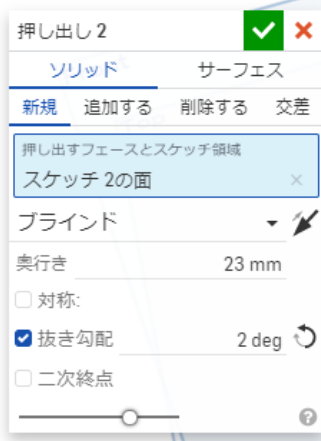 押し出し 2
ソリッド サーフェス
新規 追加する 削除する 交差
押し出すフェースとスケッチ領域
スケッチ 2の面
ブラインド
奥行き 23 mm
対称:
抜き勾配 2 deg
二次終点